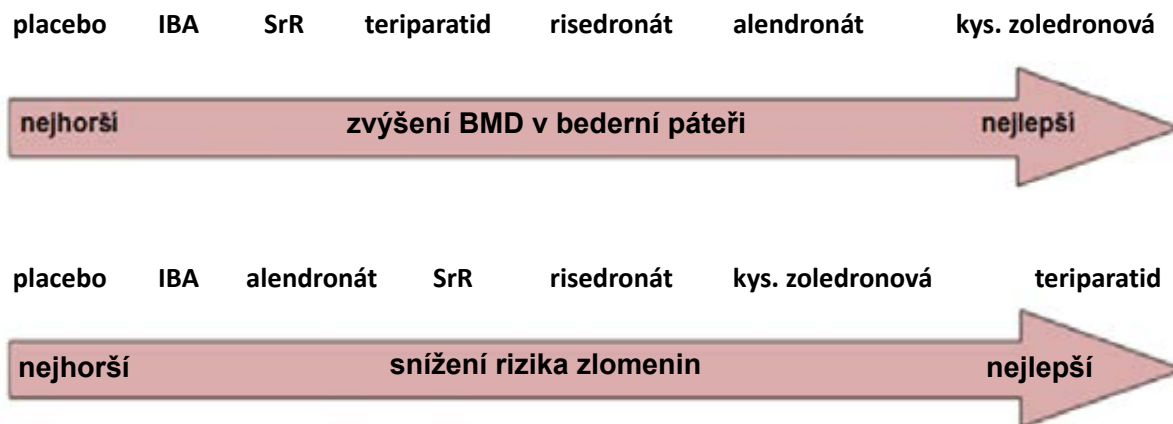 placebo IBA SrR teriparatid risedronát alendronát kys. zoledronová
nejhorší zvýšení BMD v bederní páteři nejlepší
placebo IBA alendronát SrR risedronát kys. zoledronová teriparatid
nejhorší snížení rizika zlomenin nejlepší